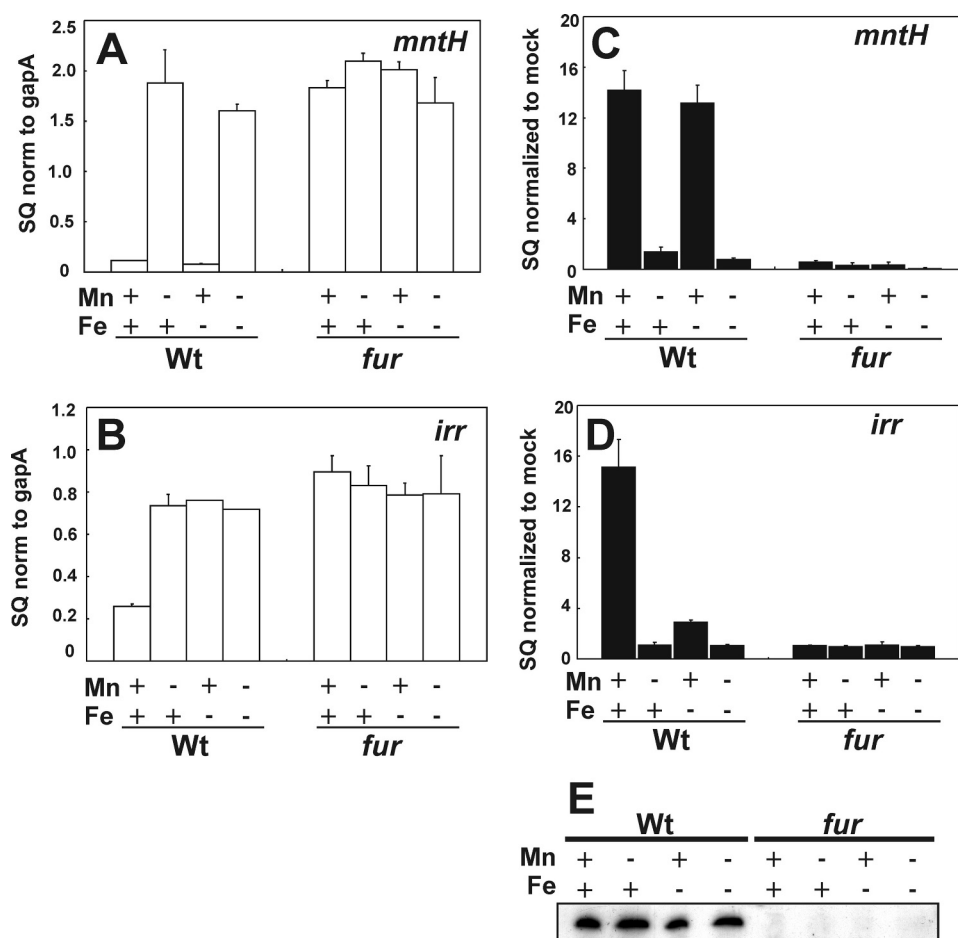 A
mntH
SQ norm to gapA
2.5
2.0
1.5
1.0
0.5
0
Mn + - + - + - + -
Fe + + - - + + - -
Wt fur
C
mntH
SQ normalized to mock
20
16
12
8
4
0
Mn + - + - + - + -
Fe + + - - + + - -
Wt fur
B
irr
SQ norm to gapA
1.2
1.0
0.8
0.6
0.4
0.2
0
Mn + - + - + - + -
Fe + + - - + + - -
Wt fur
D
irr
SQ normalized to mock
20
16
12
8
4
0
Mn + - + - + - + -
Fe + + - - + + - -
Wt fur
E
Wt fur
Mn + - + - + - + -
Fe + + - - + + - -